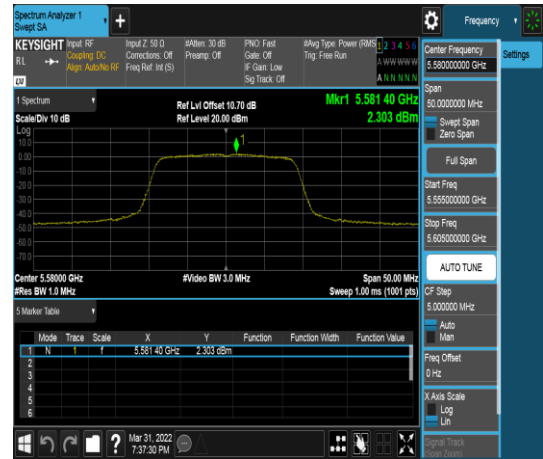 Spectrum Analyzer 1
Swept SA
+
Frequency
KEYSIGHT
RL
LXI
Input: RF
Coupling: DC
Align: Auto/No RF
Input Z: 50 Ω
Corrections: Off
Freq Ref: Int (S)
#Atten: 30 dB
Preamp: Off
PNO: Fast
Gate: Off
IF Gain: Low
Sig Track: Off
#Avg Type: Power (RMS)
Trig: Free Run
1 2 3 4 5 6
A WW WWW
A N N N N N
1 Spectrum
Scale/Div 10 dB
Ref Lvl Offset 10.70 dB
Ref Level 20.00 dBm
Mkr1 5.581 40 GHz
2.303 dBm
Log
10.0
0.00
-10.0
-20.0
-30.0
-40.0
-50.0
-60.0
-70.0
1
Center 5.58000 GHz
#Res BW 1.0 MHz
#Video BW 3.0 MHz
Span 50.00 MHz
Sweep 1.00 ms (1001 pts)
5 Marker Table
Mode Trace Scale X Y Function Function Width Function Value
1 N 1 f 5.581 40 GHz 2.303 dBm
2
3
4
5
6
Mar 31, 2022
7:37:30 PM
Center Frequency
5.580000000 GHz
Span
50.0000000 MHz
Swept Span
Zero Span
Full Span
Start Freq
5.555000000 GHz
Stop Freq
5.605000000 GHz
AUTO TUNE
CF Step
5.000000 MHz
Auto
Man
Freq Offset
0 Hz
X Axis Scale
Log
Lin
Signal Track
(Span Zoom)
Settings